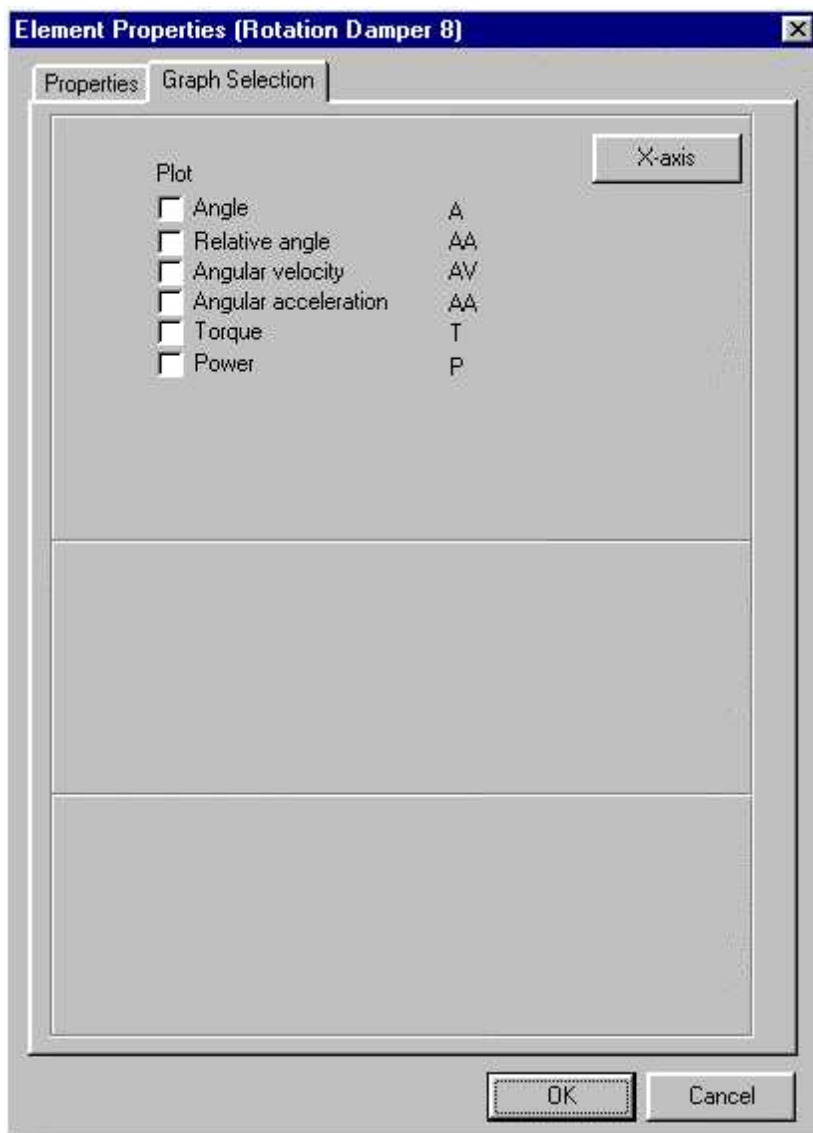 Element Properties (Rotation Damper 8)
Properties Graph Selection
X-axis
Plot
Angle A
Relative angle AA
Angular velocity AV
Angular acceleration AA
Torque T
Power P
OK Cancel